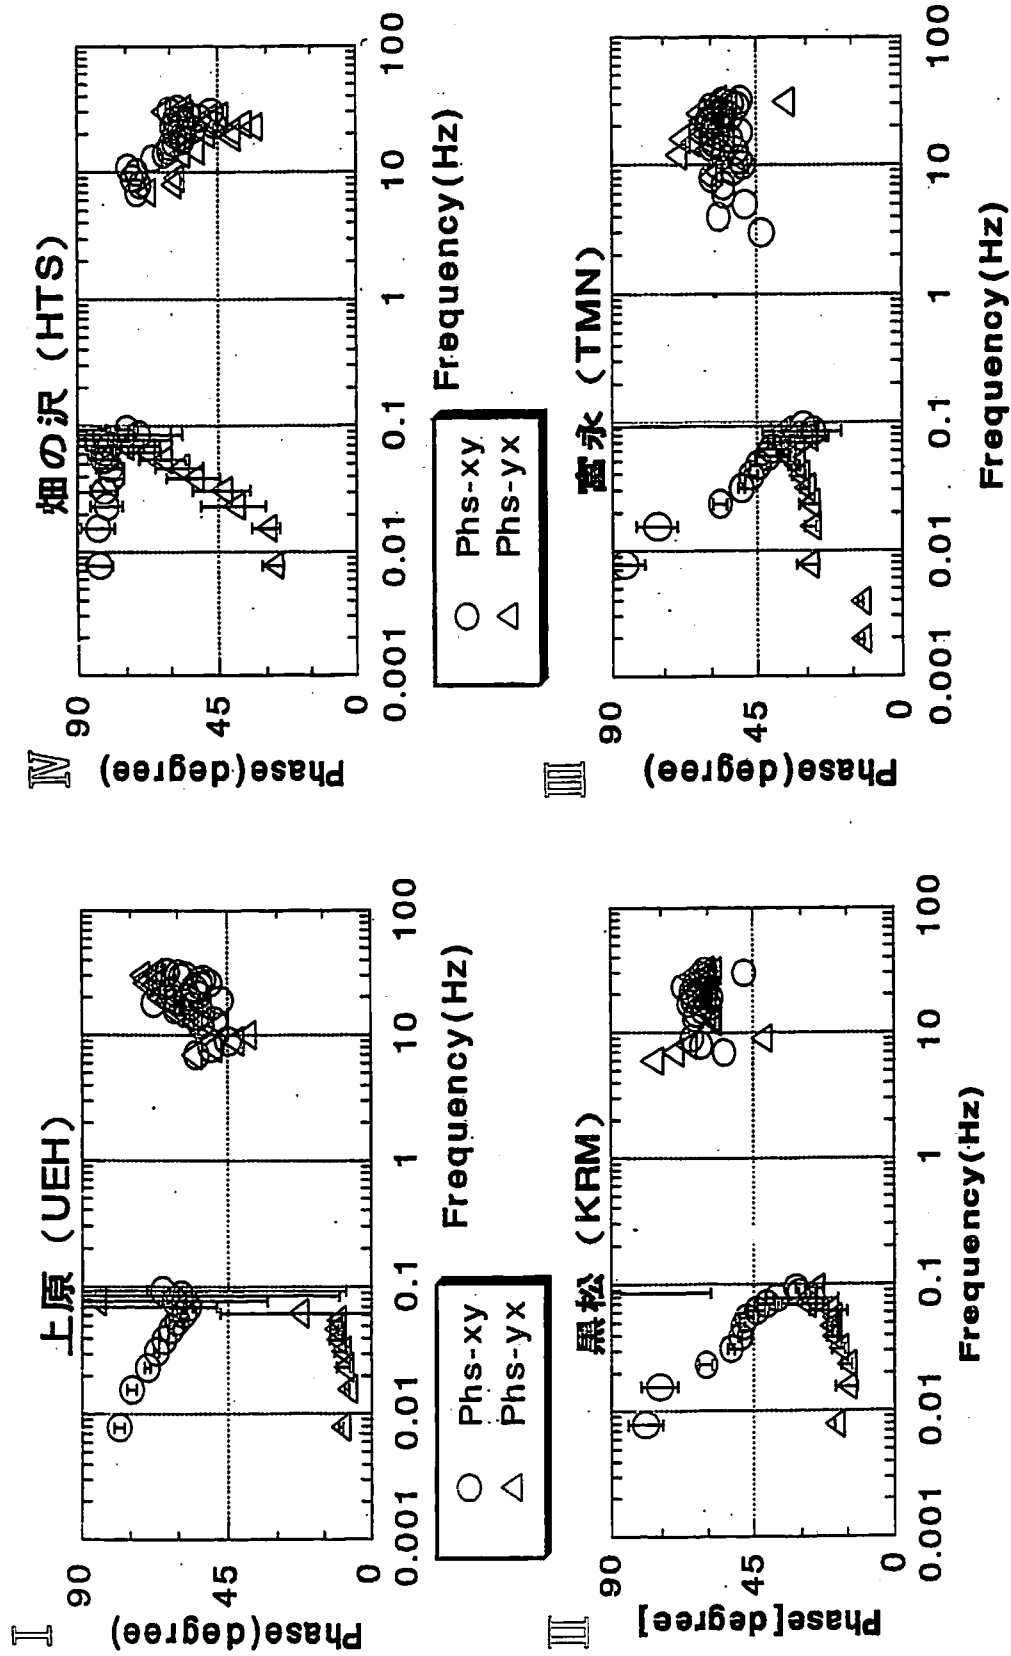 Ⅰ
上原 (UEH)
Phase(degree)
90
45
0
0.001
0.01
0.1
1
10
100
Frequency(Hz)
Phs-xy
Phs-yx
Ⅳ
畑の沢 (HTS)
Phase(degree)
90
45
0
0.001
0.01
0.1
1
10
100
Frequency(Hz)
Phs-xy
Phs-yx
Ⅲ
黒松 (KRM)
Phase[degree]
90
45
0
0.001
0.01
0.1
1
10
100
Frequency(Hz)
Ⅲ
富永 (TMN)
Phase(degree)
90
45
0
0.001
0.01
0.1
1
10
100
Frequency(Hz)